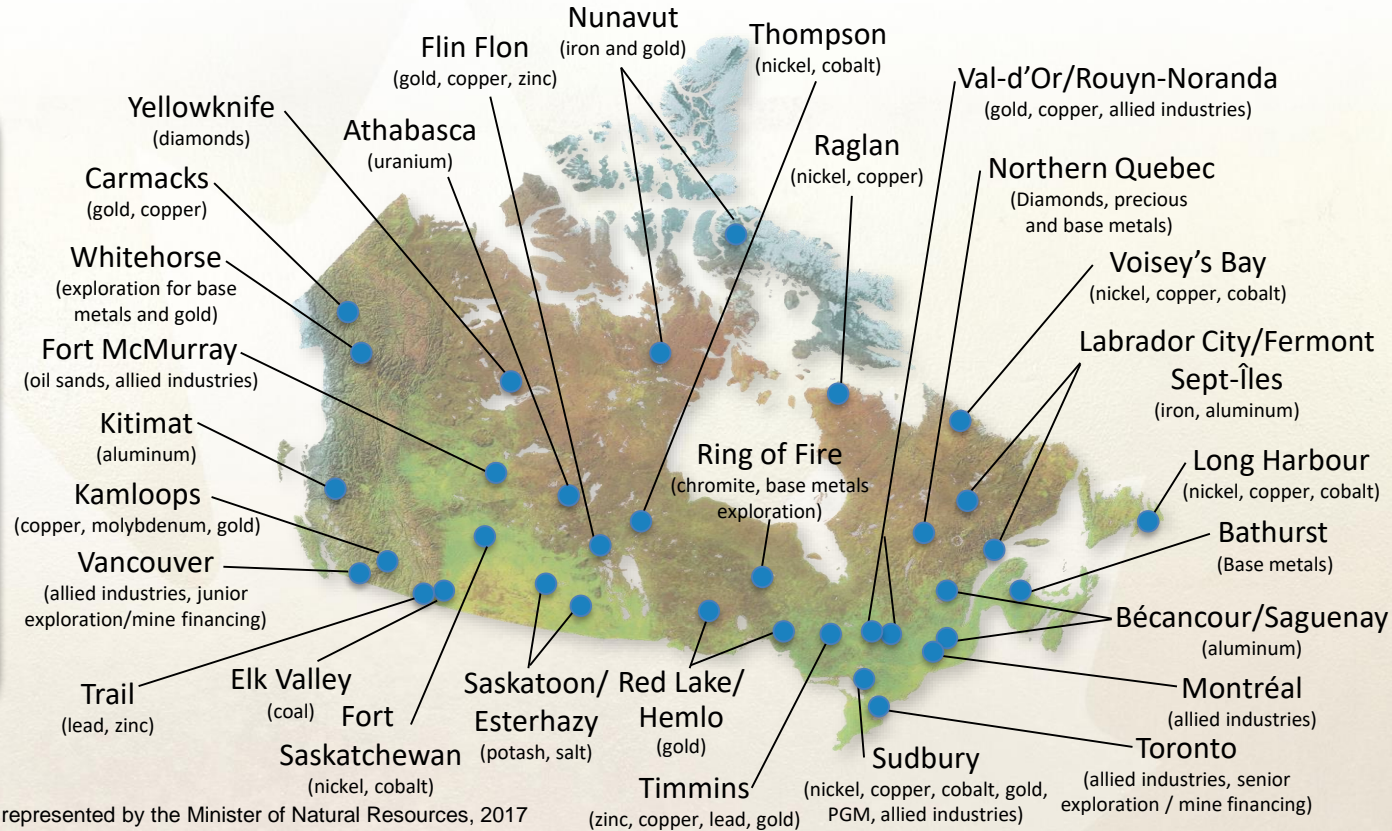 Nunavut
(iron and gold)
Thompson
(nickel, cobalt)
Flin Flon
(gold, copper, zinc)
Val-d’Or/Rouyn-Noranda
(gold, copper, allied industries)
Yellowknife
(diamonds)
Athabasca
(uranium)
Raglan
(nickel, copper)
Northern Quebec
(Diamonds, precious
and base metals)
Carmacks
(gold, copper)
Whitehorse
(exploration for base
metals and gold)
Voisey’s Bay
(nickel, copper, cobalt)
Fort McMurray
(oil sands, allied industries)
Labrador City/Fermont
Sept-Îles
(iron, aluminum)
Kitimat
(aluminum)
Ring of Fire
(chromite, base metals
exploration)
Long Harbour
(nickel, copper, cobalt)
Kamloops
(copper, molybdenum, gold)
Bathurst
(Base metals)
Vancouver
(allied industries, junior
exploration/mine financing)
Bécancour/Saguenay
(aluminum)
Trail
(lead, zinc)
Elk Valley
(coal)
Fort
Saskatchewan
(nickel, cobalt)
Saskatoon/
Esterhazy
(potash, salt)
Red Lake/
Hemlo
(gold)
Montréal
(allied industries)
Toronto
(allied industries, senior
exploration / mine financing)
Timmins
(zinc, copper, lead, gold)
Sudbury
(nickel, copper, cobalt, gold,
PGM, allied industries)
represented by the Minister of Natural Resources, 2017